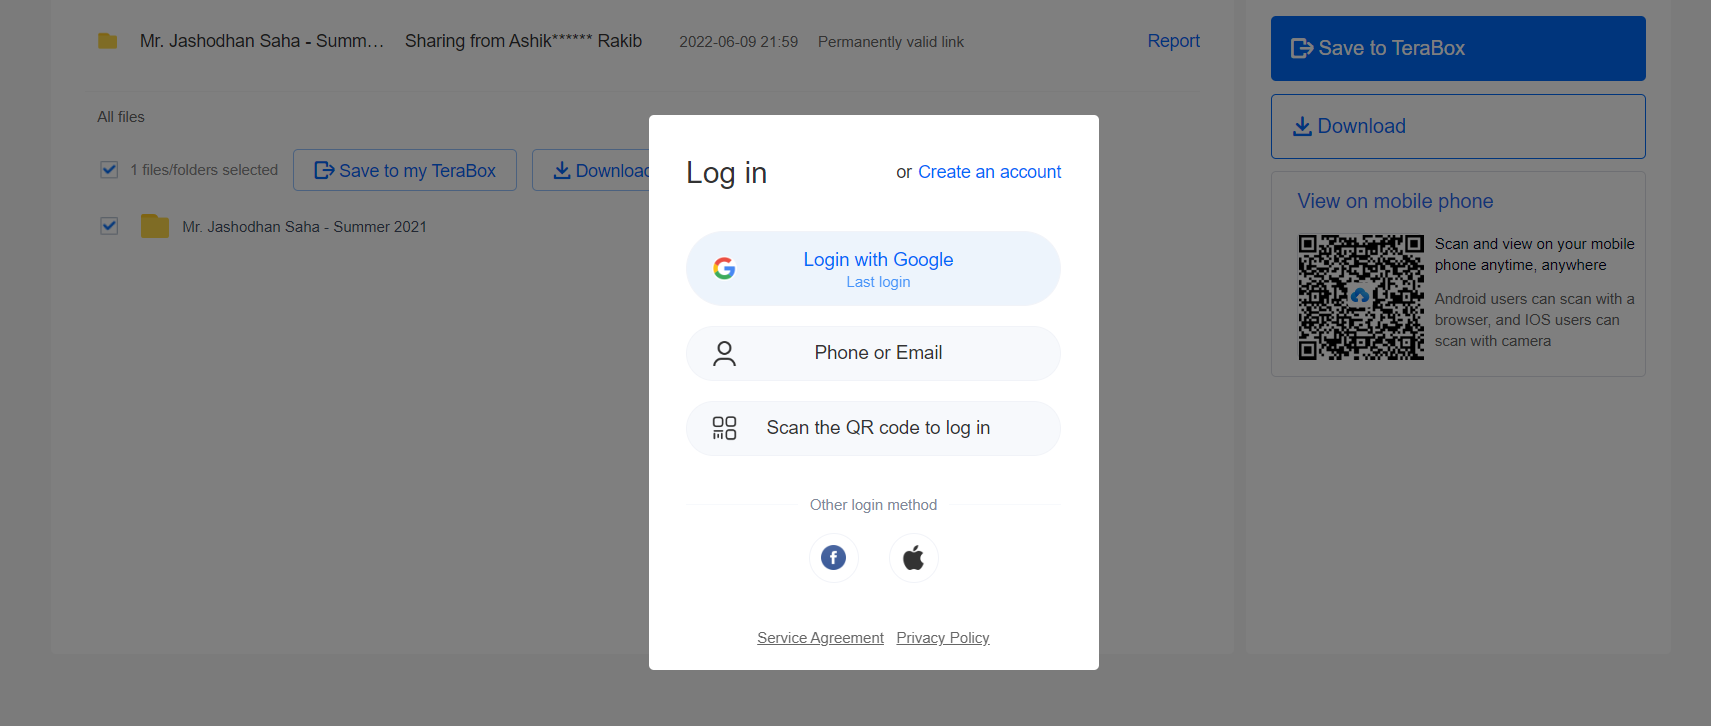 Mr. Jashodhan Saha - Summ... Sharing from Ashik****** Rakib 2022-06-09 21:59 Permanently valid link Report
All files
1 files/folders selected Save to my TeraBox Download
Mr. Jashodhan Saha - Summer 2021
Log in or Create an account
Login with Google
Last login
Phone or Email
Scan the QR code to log in
Other login method
Service Agreement Privacy Policy
Save to TeraBox
Download
View on mobile phone
Scan and view on your mobile
phone anytime, anywhere
Android users can scan with a
browser, and IOS users can
scan with camera